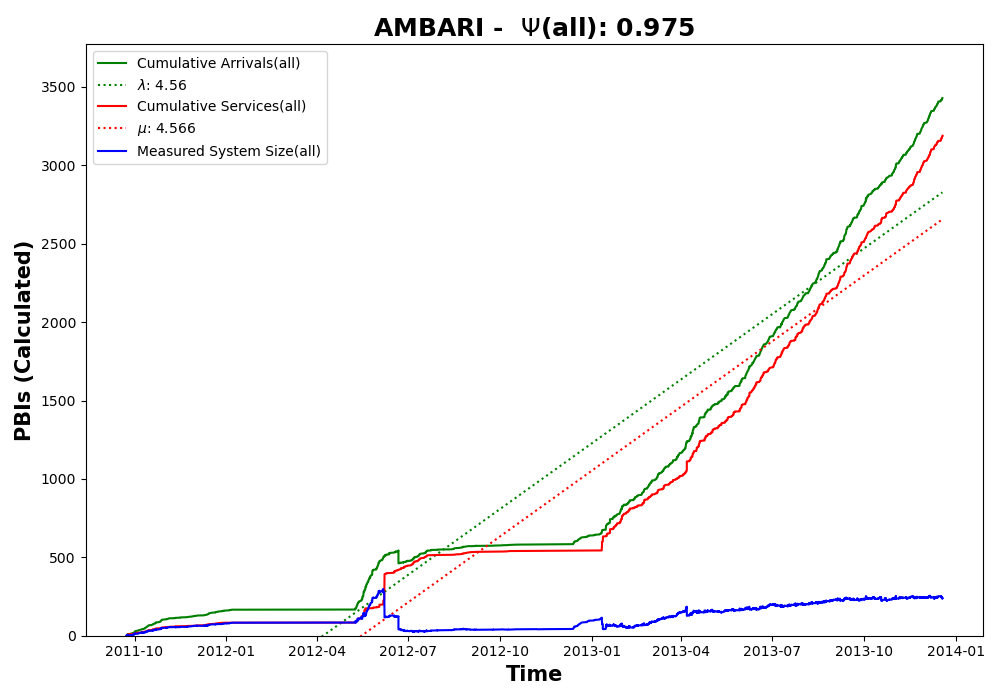 AMBARI - Ψ(all): 0.975
Cumulative Arrivals(all)
λ: 4.56
Cumulative Services(all)
μ: 4.566
Measured System Size(all)
PBIs (Calculated)
3500
3000
2500
2000
1500
1000
500
0
2011-10 2012-01 2012-04 2012-07 2012-10 2013-01 2013-04 2013-07 2013-10 2014-01
Time